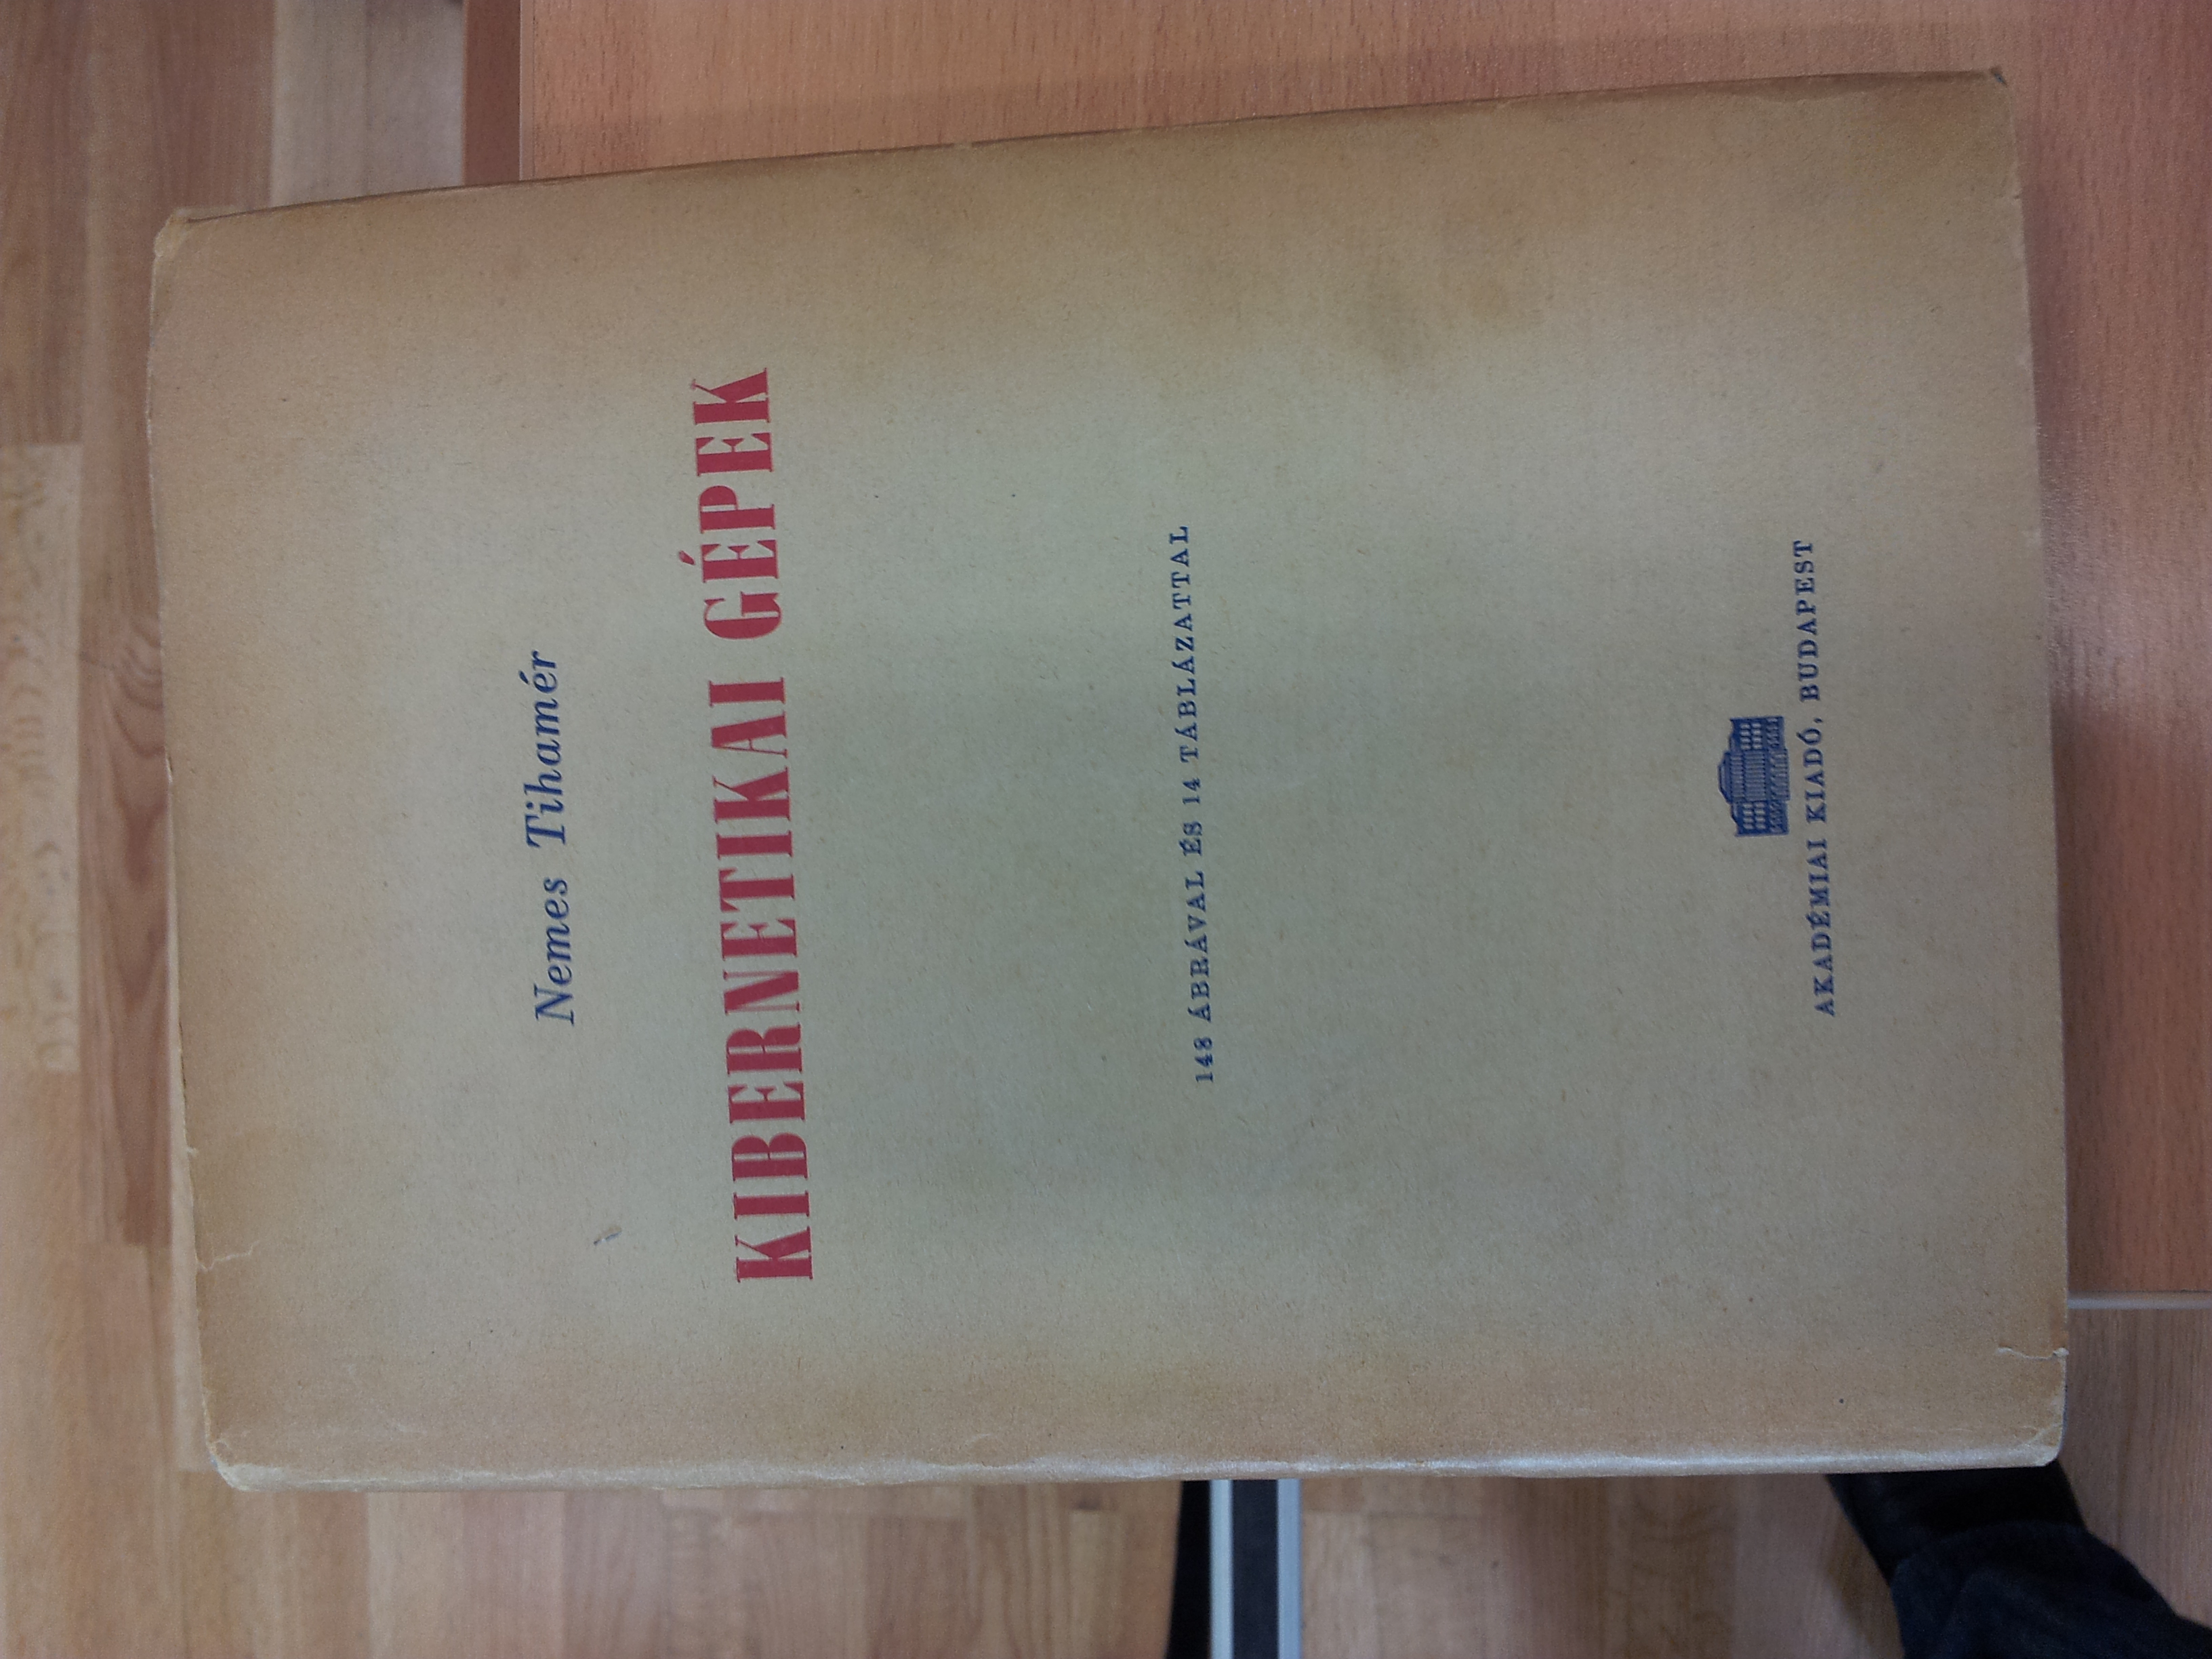 Nemes Tihamér
KIBERNETIKAI GÉPEK
148 ÁBRÁVAL ÉS 14 TÁBLÁZATTAL
AKADÉMIAI KIADÓ, BUDAPEST